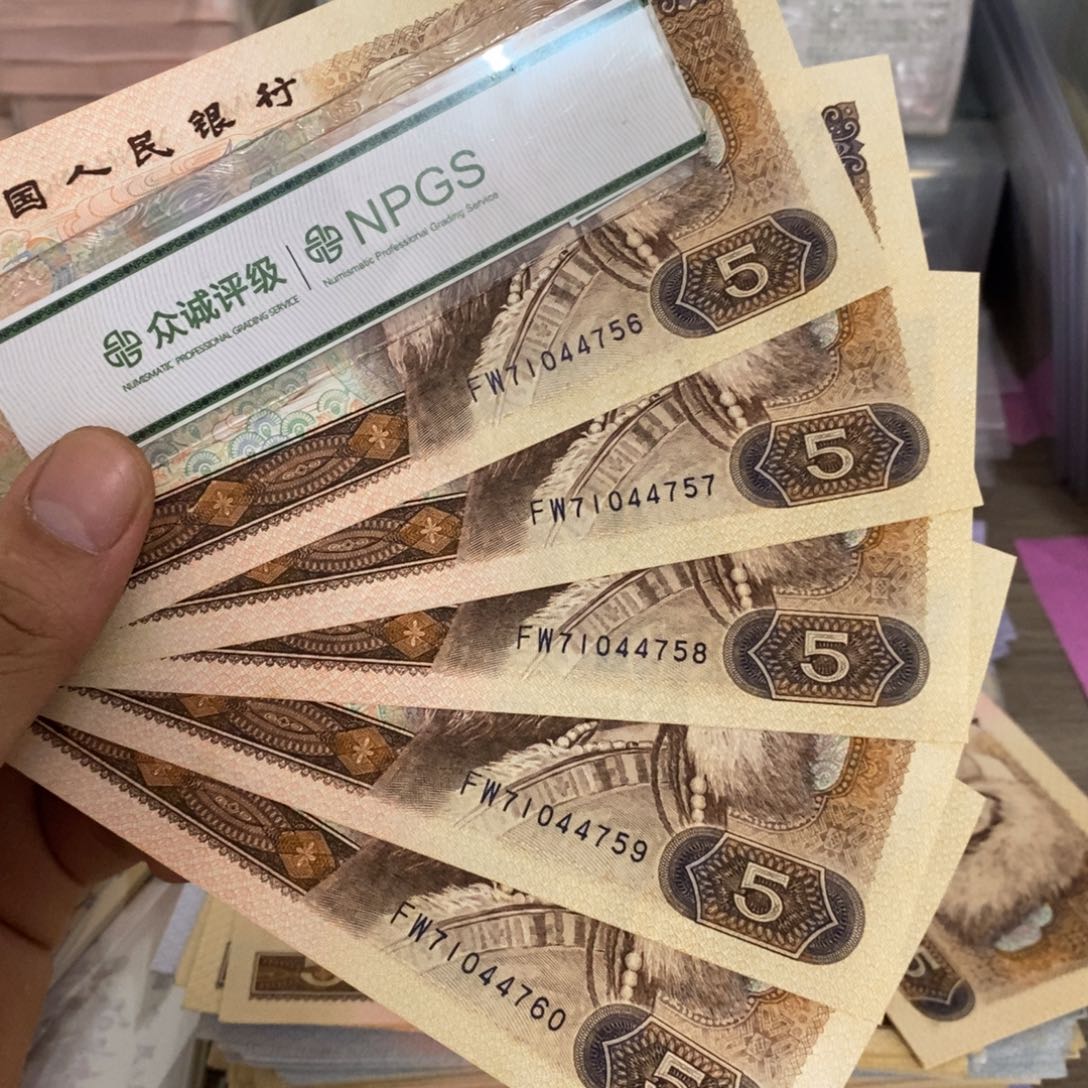 国人民银行
众诚评级 | NPGS
NUMISMATIC PROFESSIONAL GRADING SERVICE
Numismatic Professional Grading Service
5
FW71044756
5
FW71044757
5
FW71044758
5
FW71044759
5
FW71044760
5